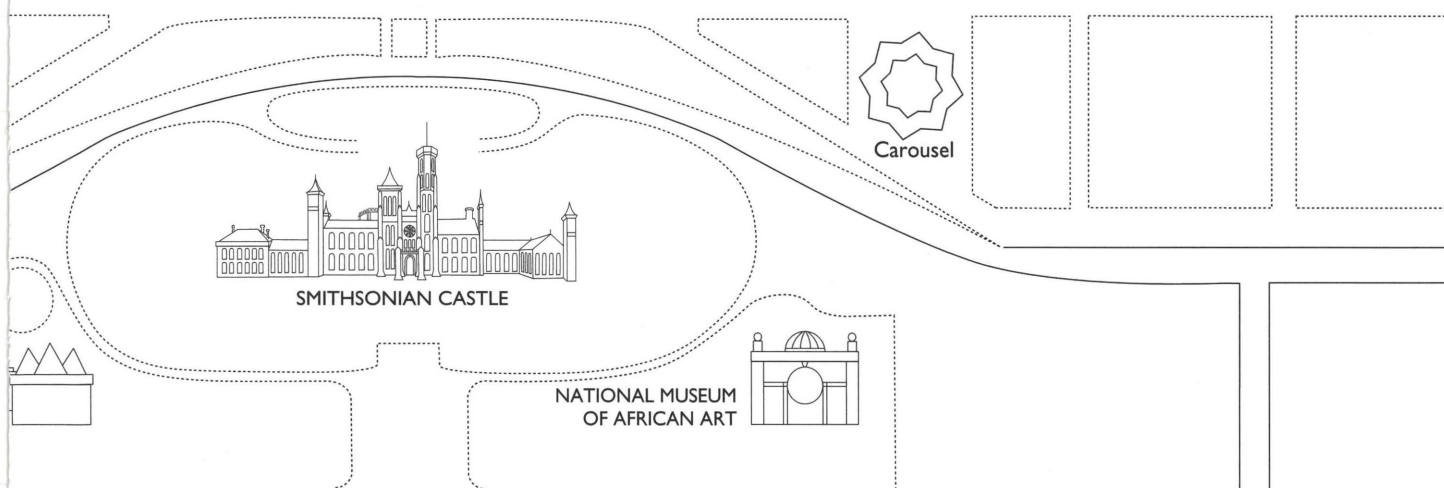 Carousel
SMITHSONIAN CASTLE
NATIONAL MUSEUM
OF AFRICAN ART